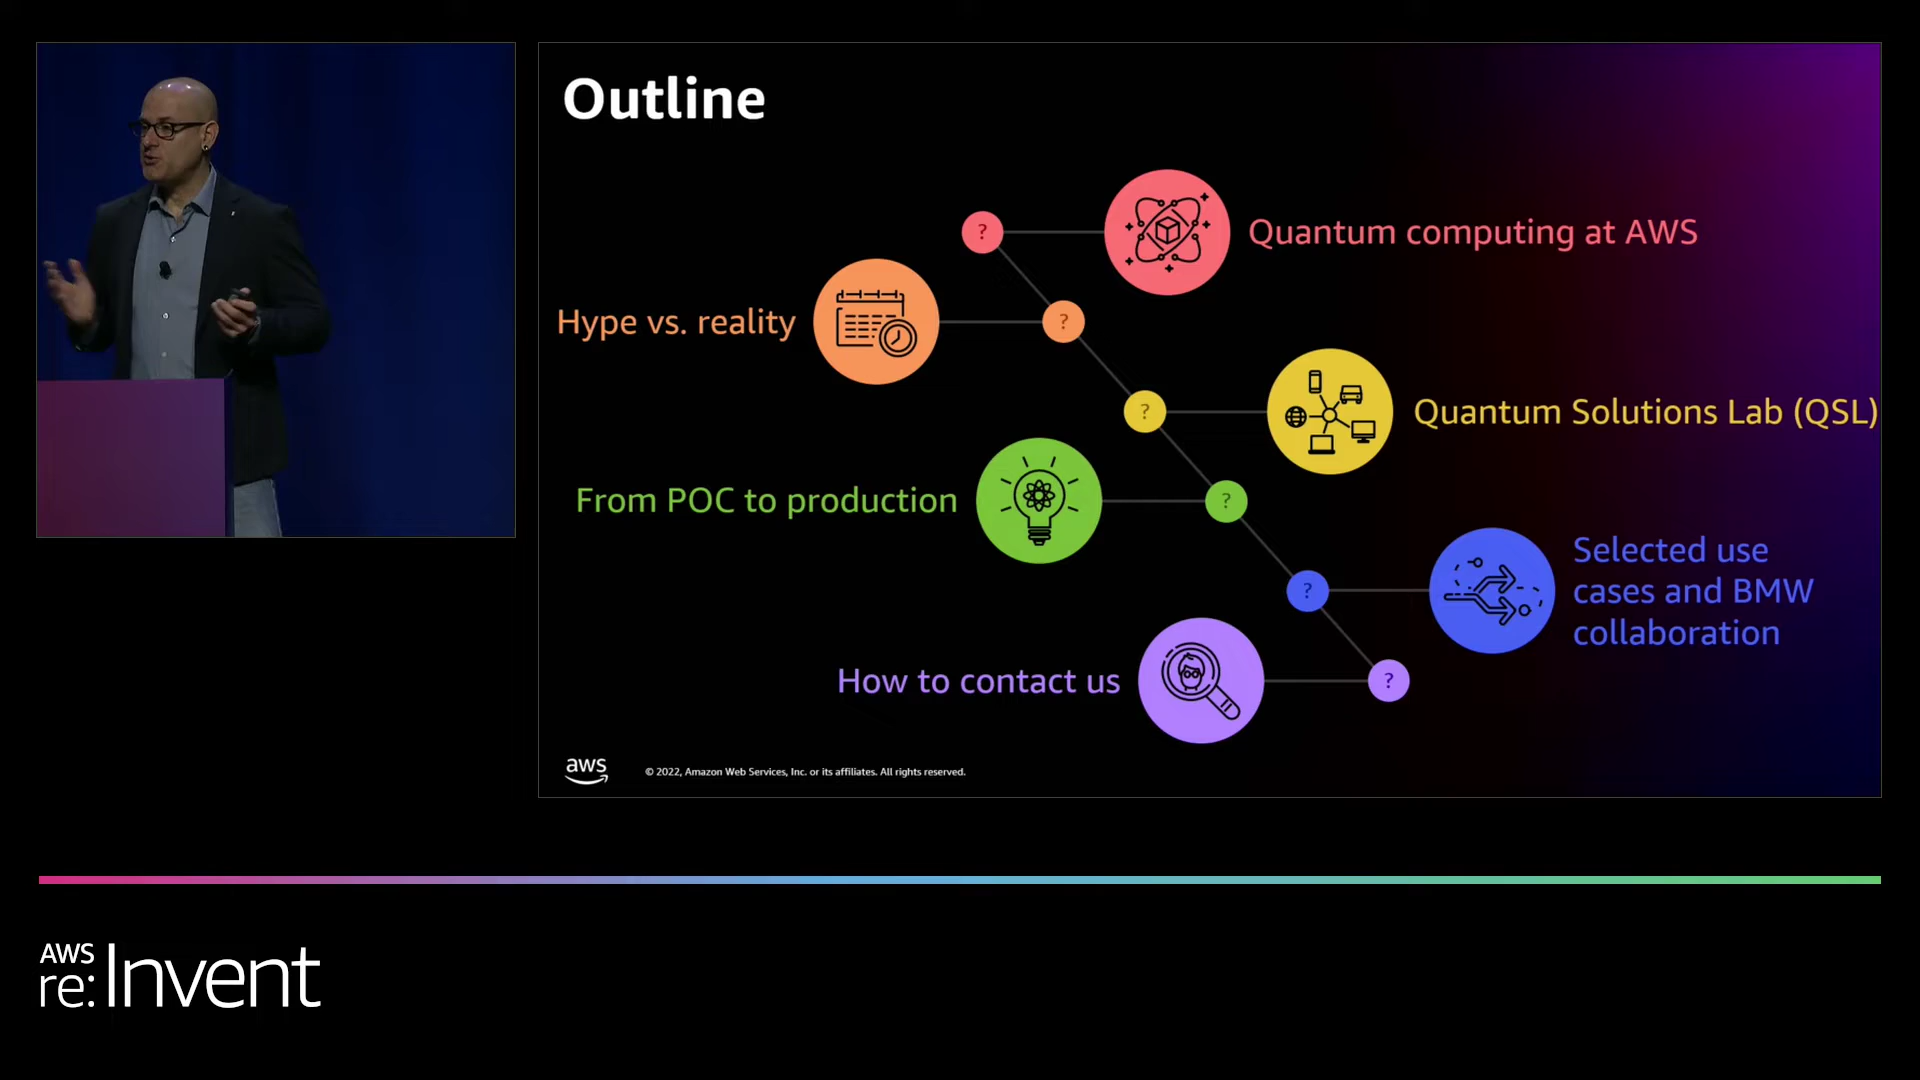 Outline
?
Quantum computing at AWS
Hype vs. reality
?
?
Quantum Solutions Lab (QSL)
From POC to production
?
?
Selected use
cases and BMW
collaboration
How to contact us
?
aws
© 2022, Amazon Web Services, Inc. or its affiliates. All rights reserved.
AWS
re:Invent